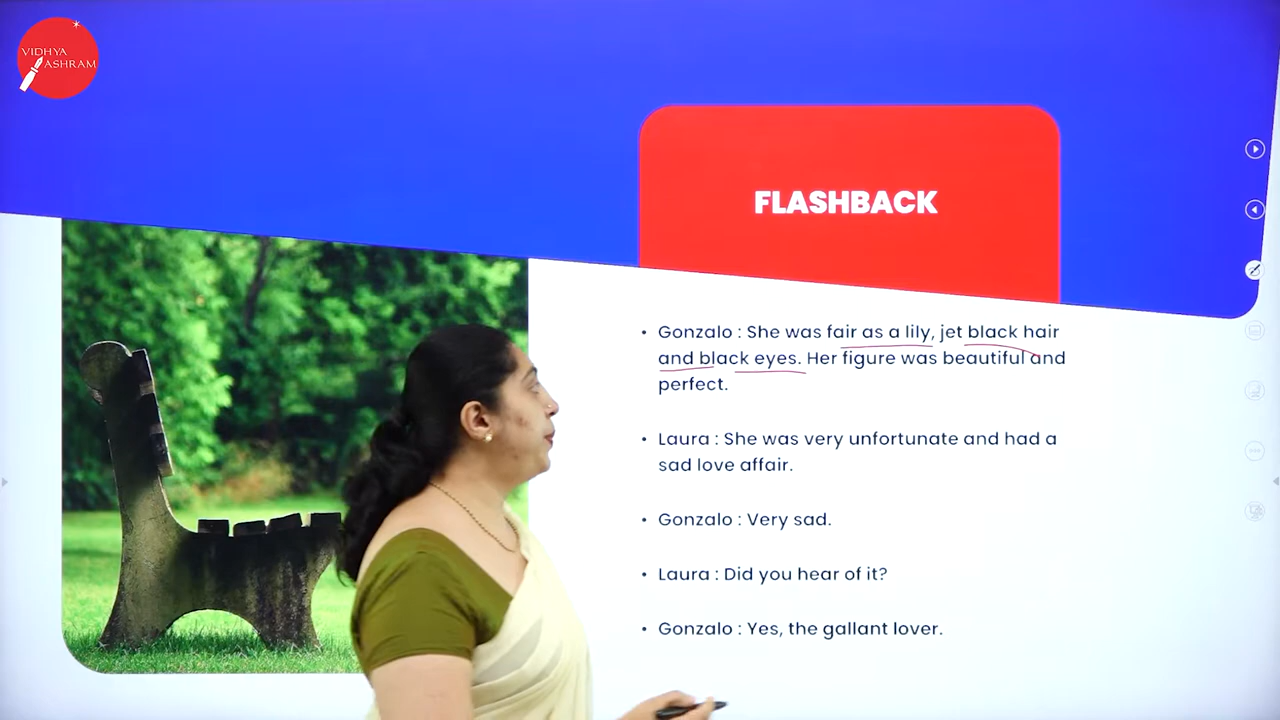 VIDHYA
ASHRAM
FLASHBACK
• Gonzalo : She was fair as a lily, jet black hair
and black eyes. Her figure was beautiful and
perfect.
• Laura : She was very unfortunate and had a
sad love affair.
• Gonzalo : Very sad.
• Laura : Did you hear of it?
• Gonzalo : Yes, the gallant lover.